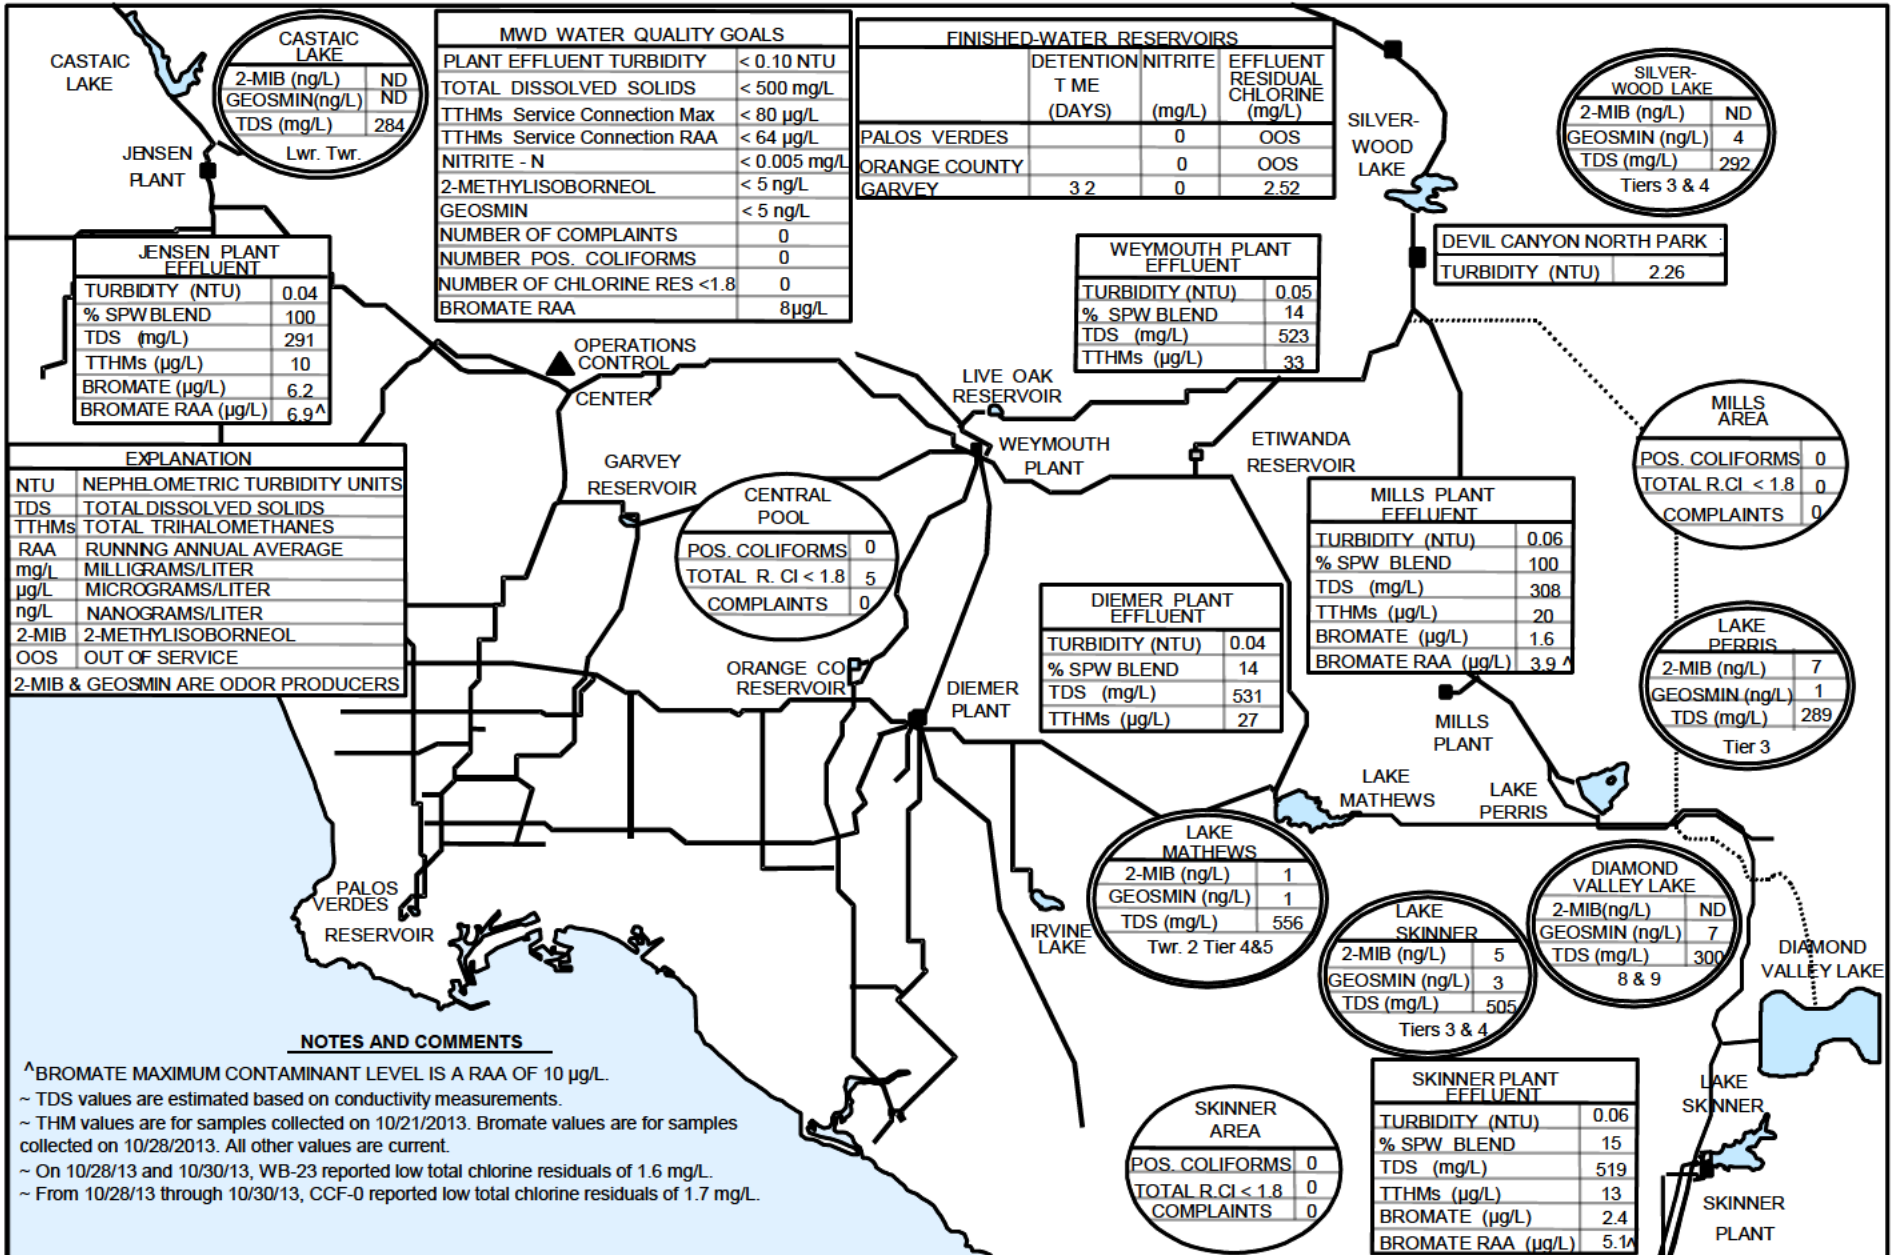 CASTAIC
LAKE
CASTAIC
LAKE
2-MIB (ng/L) ND
GEOSMIN(ng/L) ND
TDS (mg/L) 284
Lwr. Twr.
JENSEN
PLANT
MWD WATER QUALITY GOALS
PLANT EFFLUENT TURBIDITY < 0.10 NTU
TOTAL DISSOLVED SOLIDS < 500 mg/L
TTHMs Service Connection Max < 80 µg/L
TTHMs Service Connection RAA < 64 µg/L
NITRITE - N < 0.005 mg/L
2-METHYLISOBORNEOL < 5 ng/L
GEOSMIN < 5 ng/L
NUMBER OF COMPLAINTS 0
NUMBER POS. COLIFORMS 0
NUMBER OF CHLORINE RES <1.8 0
BROMATE RAA 8µg/L
FINISHED-WATER RESERVOIRS
DETENTION NITRITE EFFLUENT
T ME RESIDUAL
CHLORINE
(DAYS) (mg/L) (mg/L)
PALOS VERDES 0 OOS
ORANGE COUNTY 0 OOS
GARVEY 3 2 0 2.52
SILVER-
WOOD
LAKE
SILVER-
WOOD LAKE
2-MIB (ng/L) ND
GEOSMIN (ng/L) 4
TDS (mg/L) 292
Tiers 3 & 4
DEVIL CANYON NORTH PARK
TURBIDITY (NTU) 2.26
JENSEN PLANT
EFFLUENT
TURBIDITY (NTU) 0.04
% SPW BLEND 100
TDS (mg/L) 291
TTHMs (µg/L) 10
BROMATE (µg/L) 6.2
BROMATE RAA (µg/L) 6.9^
WEYMOUTH PLANT
EFFLUENT
TURBIDITY (NTU) 0.05
% SPW BLEND 14
TDS (mg/L) 523
TTHMs (µg/L) 33
OPERATIONS
CONTROL
CENTER
LIVE OAK
RESERVOIR
WEYMOUTH
PLANT
ETIWANDA
RESERVOIR
MILLS
AREA
POS. COLIFORMS 0
TOTAL R.Cl < 1.8 0
COMPLAINTS 0
EXPLANATION
NTU NEPHELOMETRIC TURBIDITY UNITS
TDS TOTAL DISSOLVED SOLIDS
TTHMs TOTAL TRIHALOMETHANES
RAA RUNNING ANNUAL AVERAGE
mg/L MILLIGRAMS/LITER
µg/L MICROGRAMS/LITER
ng/L NANOGRAMS/LITER
2-MIB 2-METHYLISOBORNEOL
OOS OUT OF SERVICE
2-MIB & GEOSMIN ARE ODOR PRODUCERS
GARVEY
RESERVOIR
CENTRAL
POOL
POS. COLIFORMS 0
TOTAL R. Cl < 1.8 5
COMPLAINTS 0
MILLS PLANT
EFFLUENT
TURBIDITY (NTU) 0.06
% SPW BLEND 100
TDS (mg/L) 308
TTHMs (µg/L) 20
BROMATE (µg/L) 1.6
BROMATE RAA (µg/L) 3.9 ^
DIEMER PLANT
EFFLUENT
TURBIDITY (NTU) 0.04
% SPW BLEND 14
TDS (mg/L) 531
TTHMs (µg/L) 27
LAKE
PERRIS
2-MIB (ng/L) 7
GEOSMIN (ng/L) 1
TDS (mg/L) 289
Tier 3
ORANGE CO
RESERVOIR
DIEMER
PLANT
MILLS
PLANT
LAKE
MATHEWS
LAKE
PERRIS
LAKE
MATHEWS
2-MIB (ng/L) 1
GEOSMIN (ng/L) 1
TDS (mg/L) 556
Twr. 2 Tier 4&5
DIAMOND
VALLEY LAKE
2-MIB(ng/L) ND
GEOSMIN (ng/L) 7
TDS (mg/L) 300
8 & 9
PALOS
VERDES
RESERVOIR
IRVINE
LAKE
LAKE
SKINNER
2-MIB (ng/L) 5
GEOSMIN (ng/L) 3
TDS (mg/L) 505
Tiers 3 & 4
DIAMOND
VALLEY LAKE
NOTES AND COMMENTS
^BROMATE MAXIMUM CONTAMINANT LEVEL IS A RAA OF 10 µg/L.
~ TDS values are estimated based on conductivity measurements.
~ THM values are for samples collected on 10/21/2013. Bromate values are for samples
collected on 10/28/2013. All other values are current.
~ On 10/28/13 and 10/30/13, WB-23 reported low total chlorine residuals of 1.6 mg/L.
~ From 10/28/13 through 10/30/13, CCF-0 reported low total chlorine residuals of 1.7 mg/L.
SKINNER
AREA
POS. COLIFORMS 0
TOTAL R.Cl < 1.8 0
COMPLAINTS 0
SKINNER PLANT
EFFLUENT
TURBIDITY (NTU) 0.06
% SPW BLEND 15
TDS (mg/L) 519
TTHMs (µg/L) 13
BROMATE (µg/L) 2.4
BROMATE RAA (µg/L) 5.1^
LAKE
SKINNER
SKINNER
PLANT